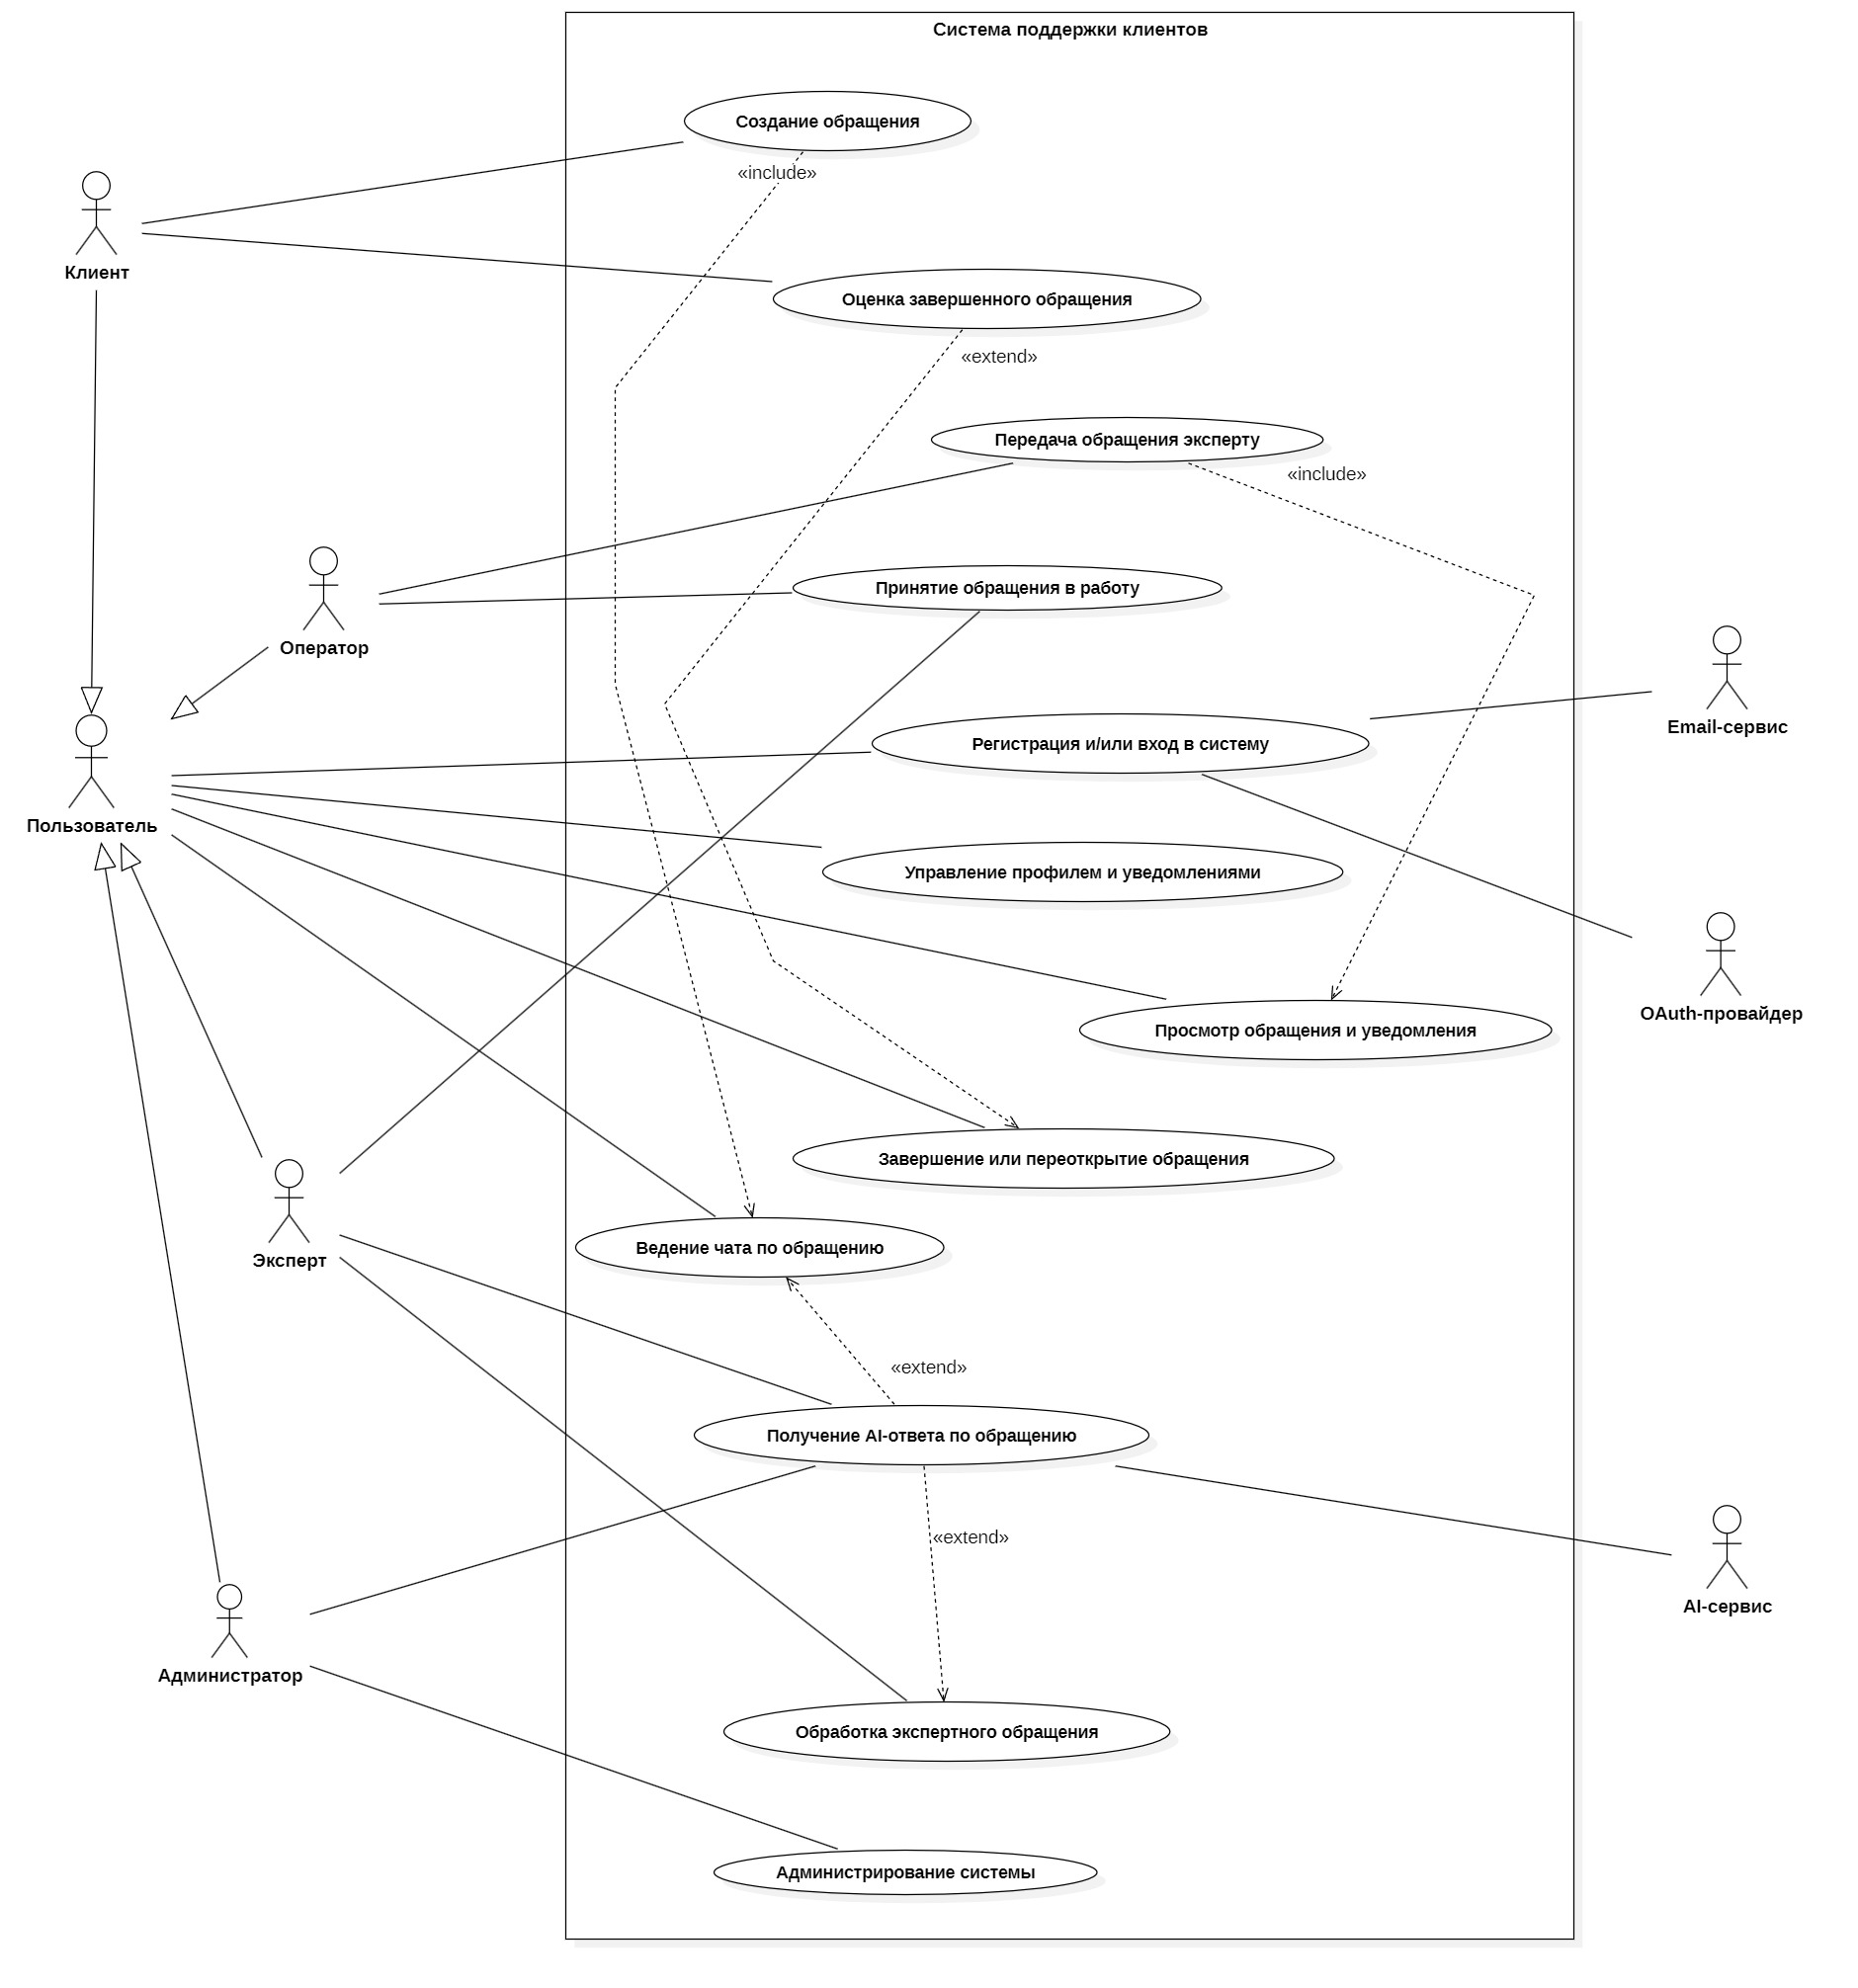 Система поддержки клиентов
Создание обращения
«include»
Клиент
Оценка завершенного обращения
«extend»
Передача обращения эксперту
«include»
Принятие обращения в работу
Оператор
Email-сервис
Регистрация и/или вход в систему
Пользователь
Управление профилем и уведомлениями
OAuth-провайдер
Просмотр обращения и уведомления
Завершение или переоткрытие обращения
Ведение чата по обращению
Эксперт
«extend»
Получение AI-ответа по обращению
«extend»
AI-сервис
Администратор
Обработка экспертного обращения
Администрирование системы